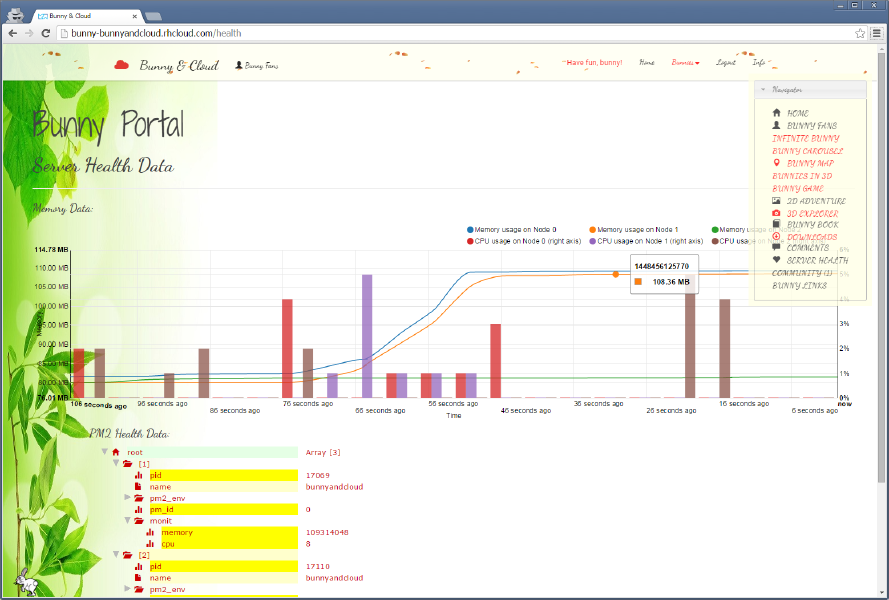 Bunny & Cloud
bunny-bunnyandcloud.rhcloud.com/health
Bunny & Cloud
Bunny Fans
Have fun, bunny!
Home
Bunnies
Logout
Info
Navigator
HOME
BUNNY FANS
INFINITE BUNNY
BUNNY CAROUSEL
BUNNY MAP
BUNNIES IN 3D
BUNNY GAME
2D ADVENTURE
3D EXPLORER
BUNNY BOOK
DOWNLOADS
COMMENTS
SERVER HEALTH
COMMUNITY (1)
BUNNY LINKS
Bunny Portal
Server Health Data
Memory Data:
Memory usage on Node 0
Memory usage on Node 1
Memory usa
CPU usage on Node 0 (right axis)
CPU usage on Node 1 (right axis)
CPU usage on
114.78 MB
110.00 MB
105.00 MB
100.00 MB
95.00 MB
90.00 MB
85.00 MB
80.00 MB
76.01 MB
Memory
6%
5%
4%
3%
2%
1%
0%
1448456125770
108.36 MB
106 seconds ago
96 seconds ago
86 seconds ago
76 seconds ago
66 seconds ago
56 seconds ago
46 seconds ago
36 seconds ago
26 seconds ago
16 seconds ago
6 seconds ago
now
Time
PM2 Health Data:
root Array [3]
[1]
pid 17069
name bunnyandcloud
pm2_env
pm_id 0
monit
memory 109314048
cpu 8
[2]
pid 17110
name bunnyandcloud
pm2_env